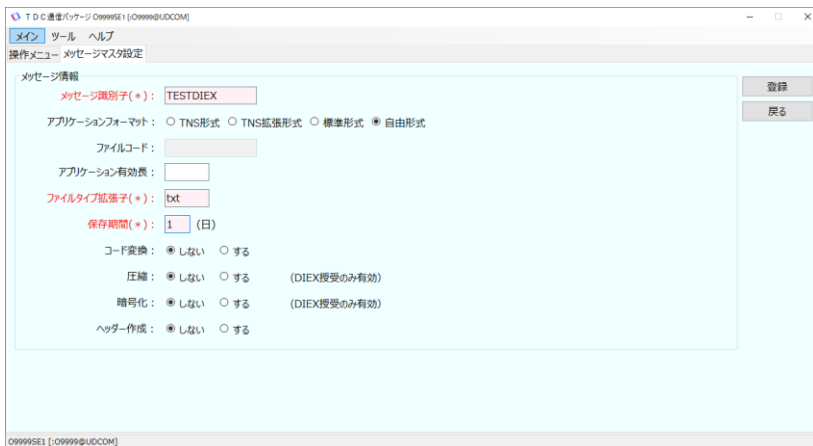 TDC通信パッケージ O9999SE1 [:O9999@UDCOM]
メイン ツール ヘルプ
操作メニュー メッセージマスタ設定
メッセージ情報
メッセージ識別子(*)： TESTDIEX
登録
アプリケーションフォーマット： TNS形式 TNS拡張形式 標準形式 自由形式
戻る
ファイルコード：
アプリケーション有効長：
ファイルタイプ拡張子(*)： txt
保存期間(*)： 1 (日)
コード変換： しない する
圧縮： しない する (DIEX授受のみ有効)
暗号化： しない する (DIEX授受のみ有効)
ヘッダー作成： しない する
O9999SE1 [:O9999@UDCOM]